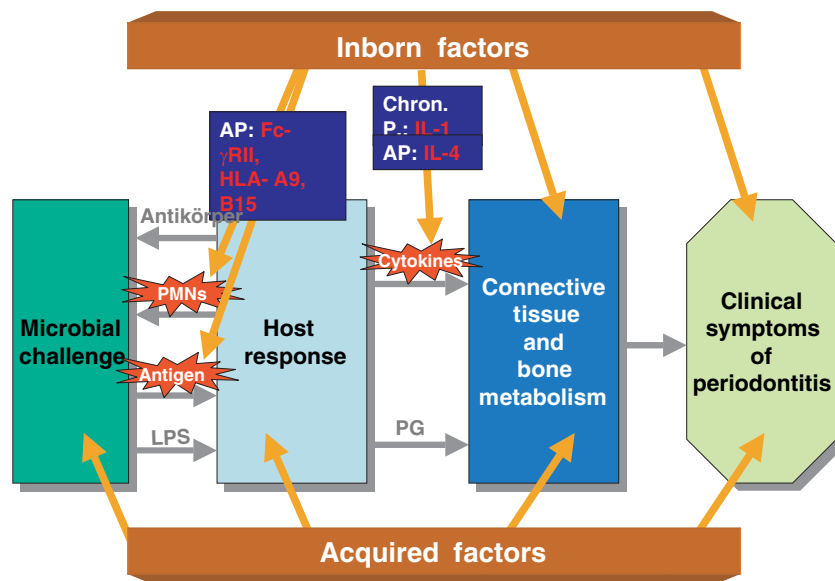 Inborn factors
Chron.
P.: IL-1
AP: IL-4
AP: Fc-
γRII,
HLA- A9,
B15
Antikörper
PMNs
Antigen
LPS
Microbial
challenge
Host
response
Cytokines
PG
Connective
tissue
and
bone
metabolism
Clinical
symptoms
of
periodontitis
Acquired factors